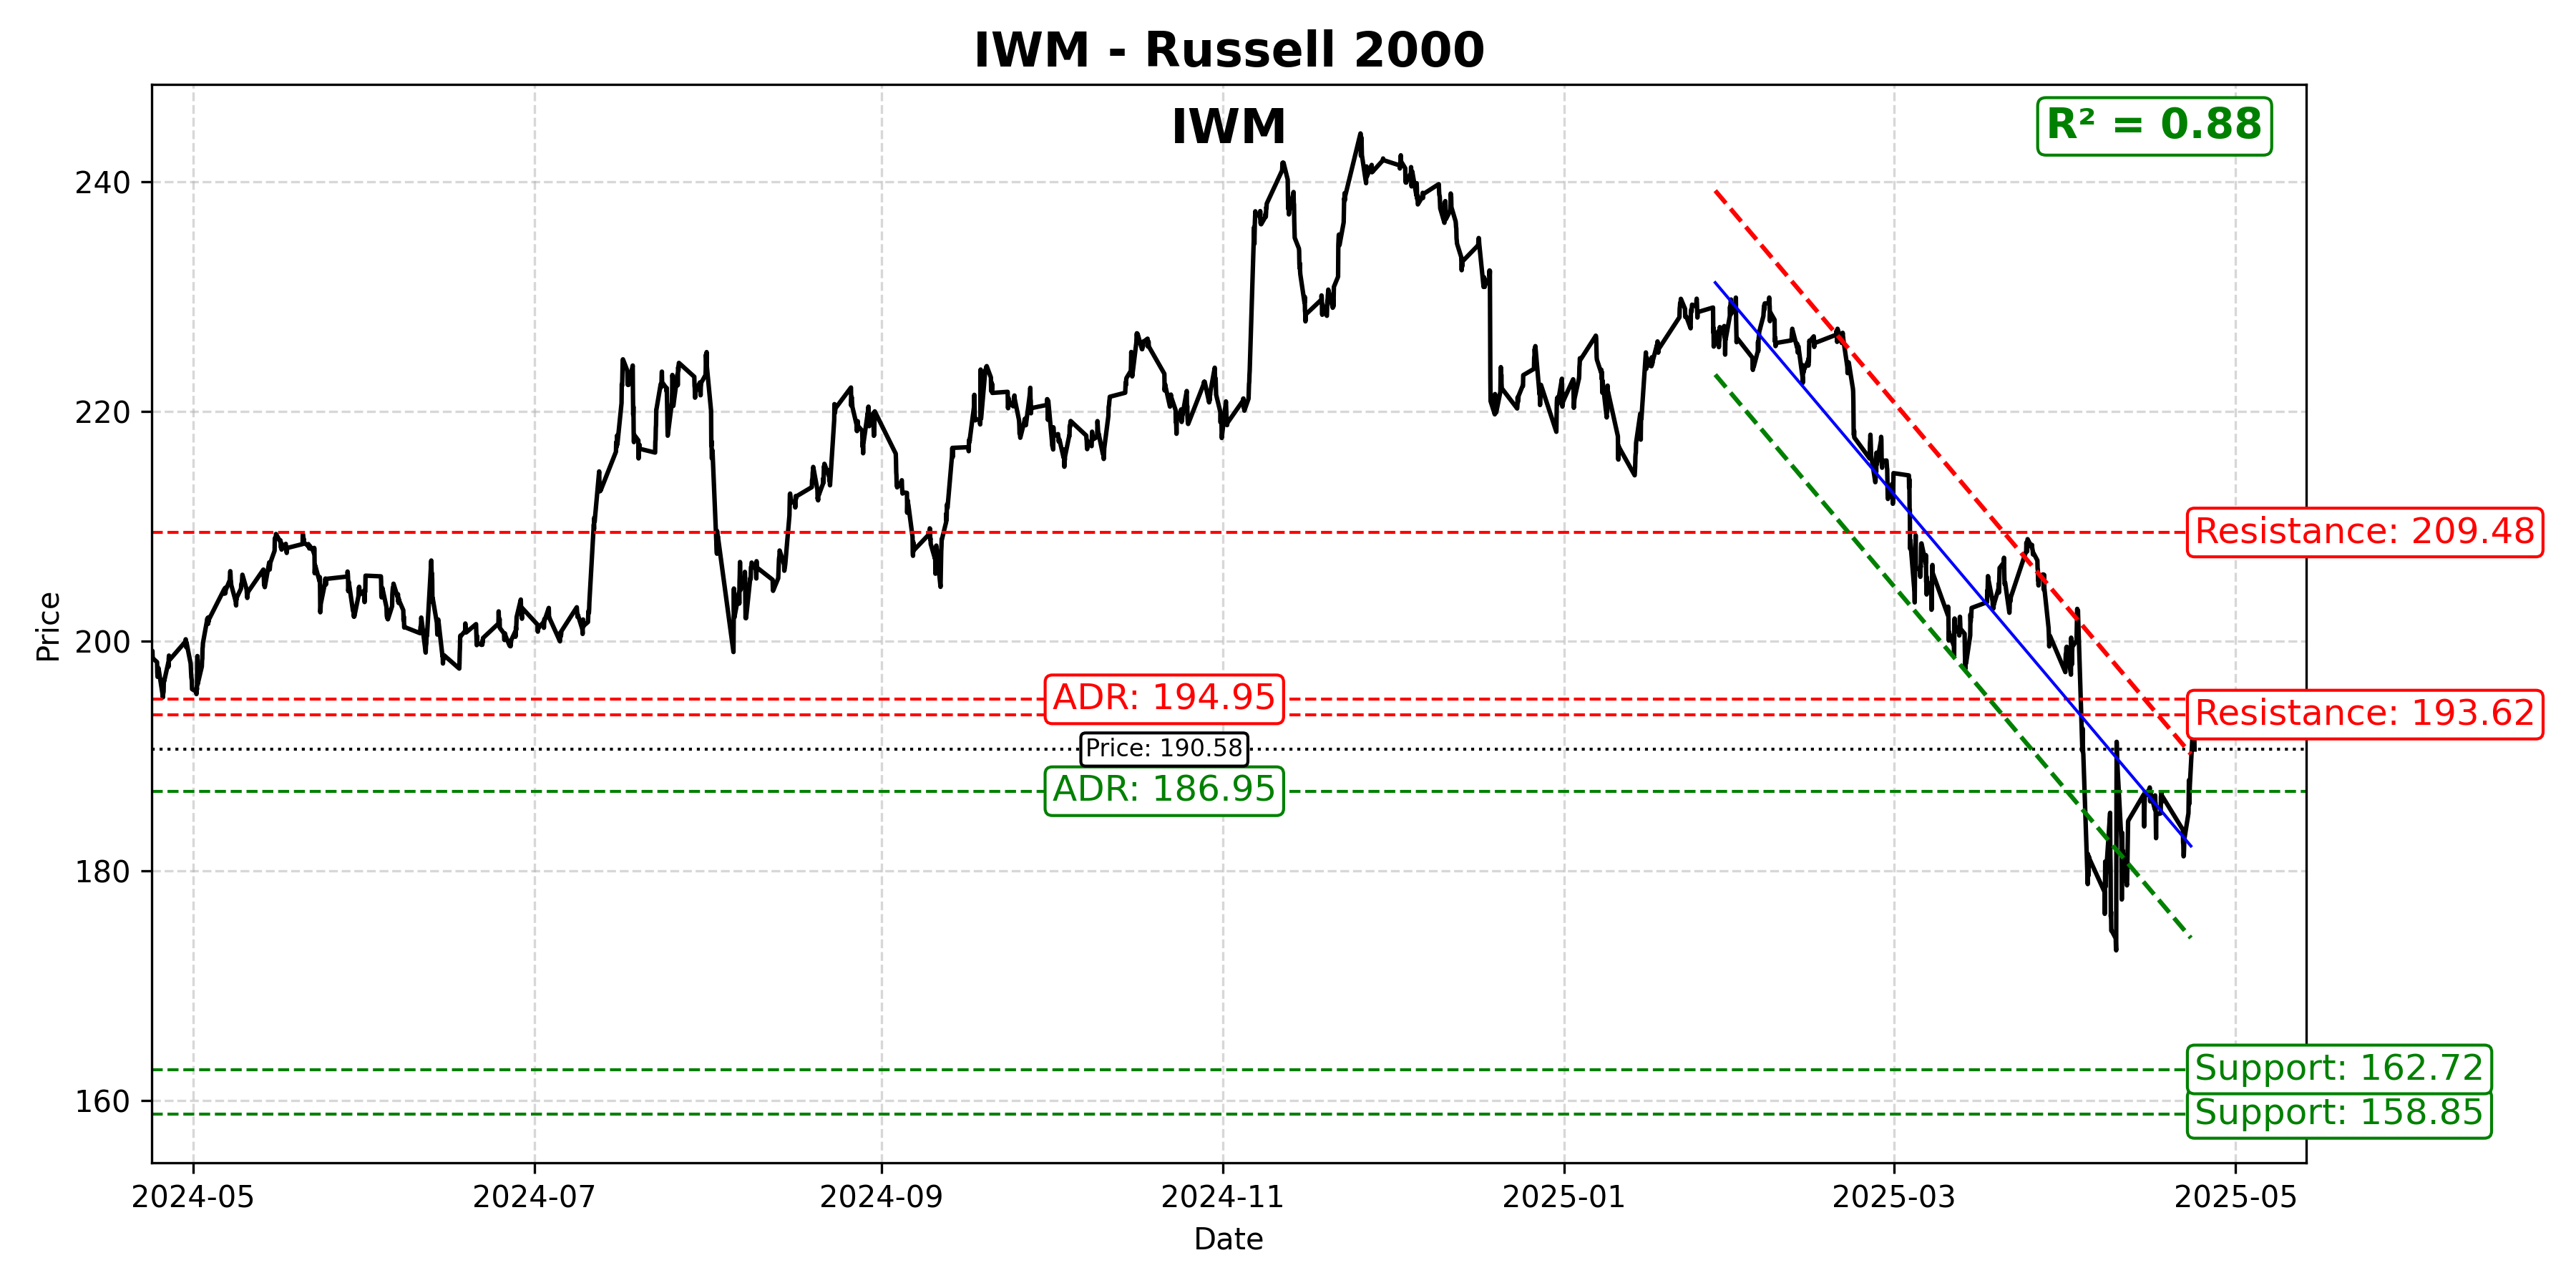 IWM - Russell 2000
IWM
R² = 0.88
240
220
200
180
160
Price
Resistance: 209.48
ADR: 194.95
Resistance: 193.62
Price: 190.58
ADR: 186.95
Support: 162.72
Support: 158.85
2024-05
2024-07
2024-09
2024-11
2025-01
2025-03
2025-05
Date